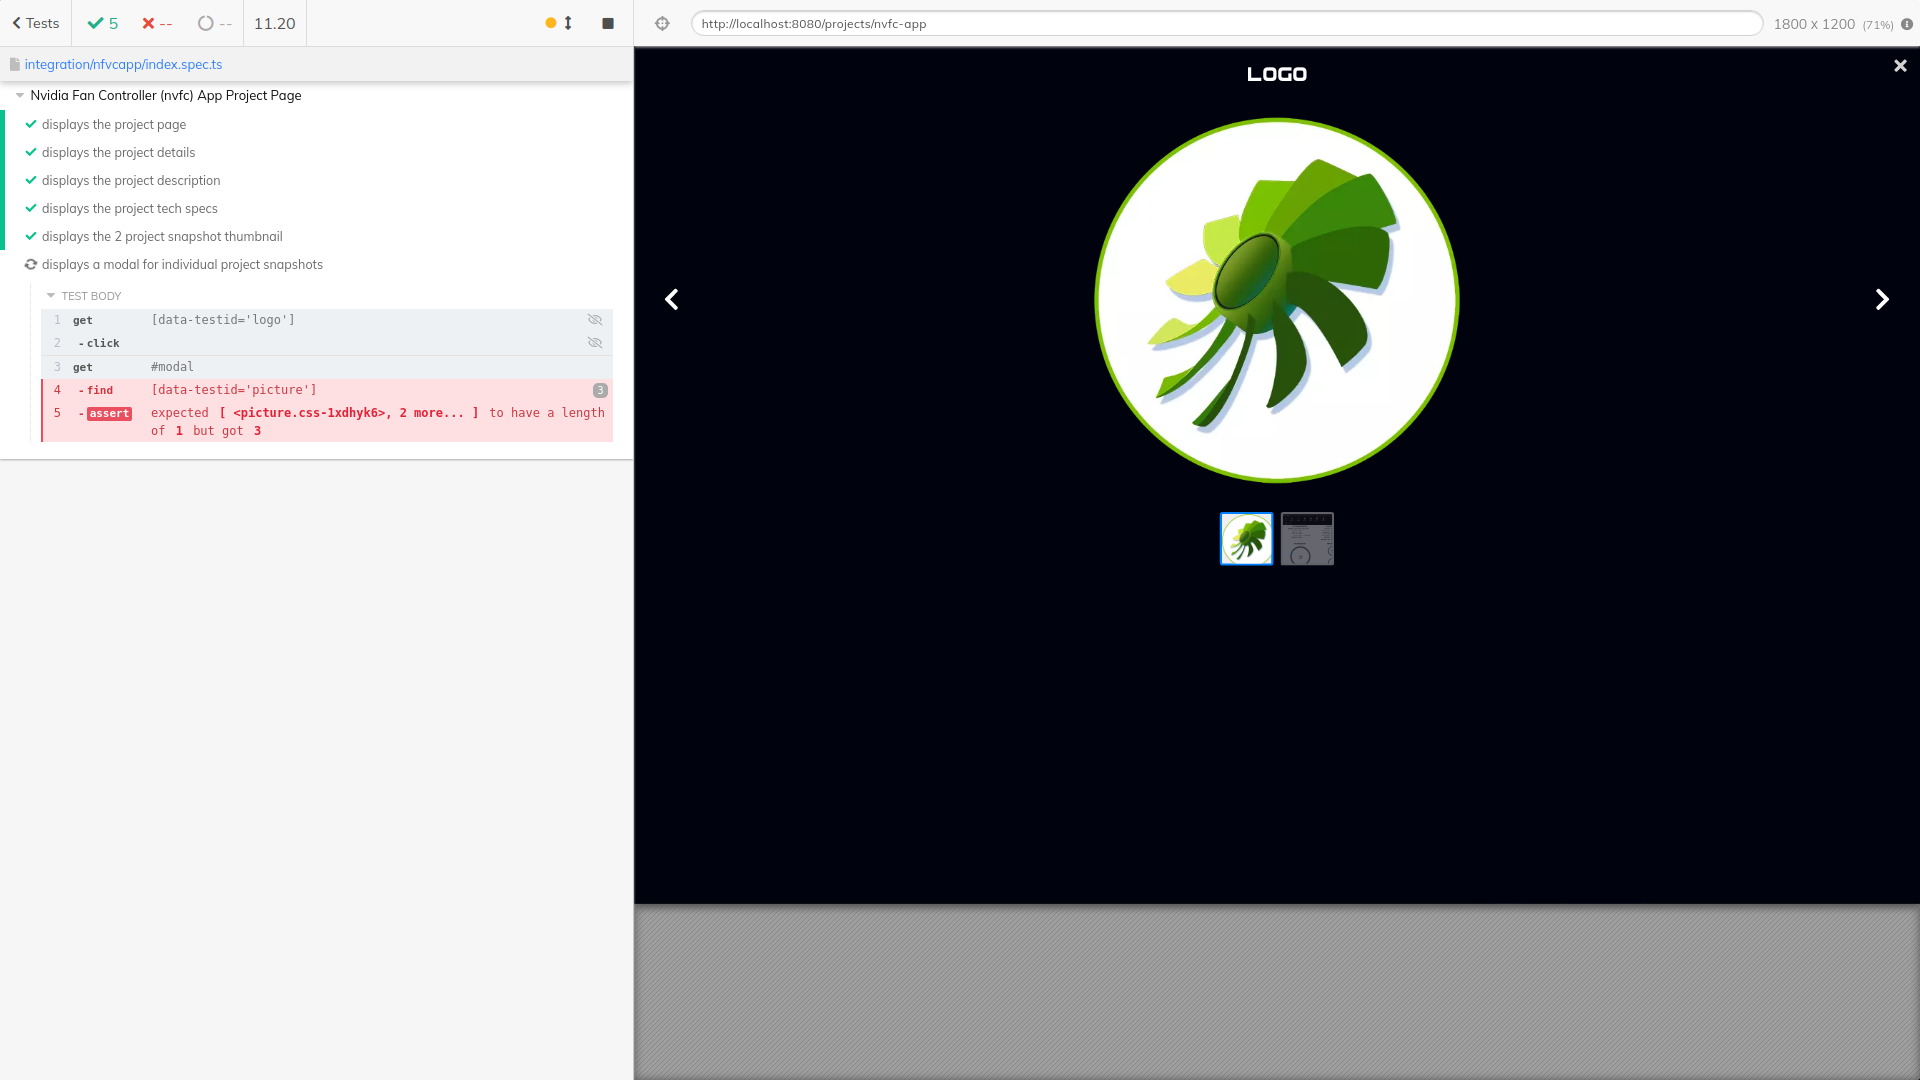 Tests 5 -- -- 11.20
http://localhost:8080/projects/nvfc-app 1800 x 1200 (71%)
integration/nfvcapp/index.spec.ts
Nvidia Fan Controller (nvfc) App Project Page
displays the project page
displays the project details
displays the project description
displays the project tech specs
displays the 2 project snapshot thumbnail
displays a modal for individual project snapshots
TEST BODY
1 get [data-testid='logo']
2 -click
3 get #modal
4 -find [data-testid='picture'] 3
5 -assert expected [ <picture.css-1xdhyk6>, 2 more... ] to have a length
of 1 but got 3
LOGO